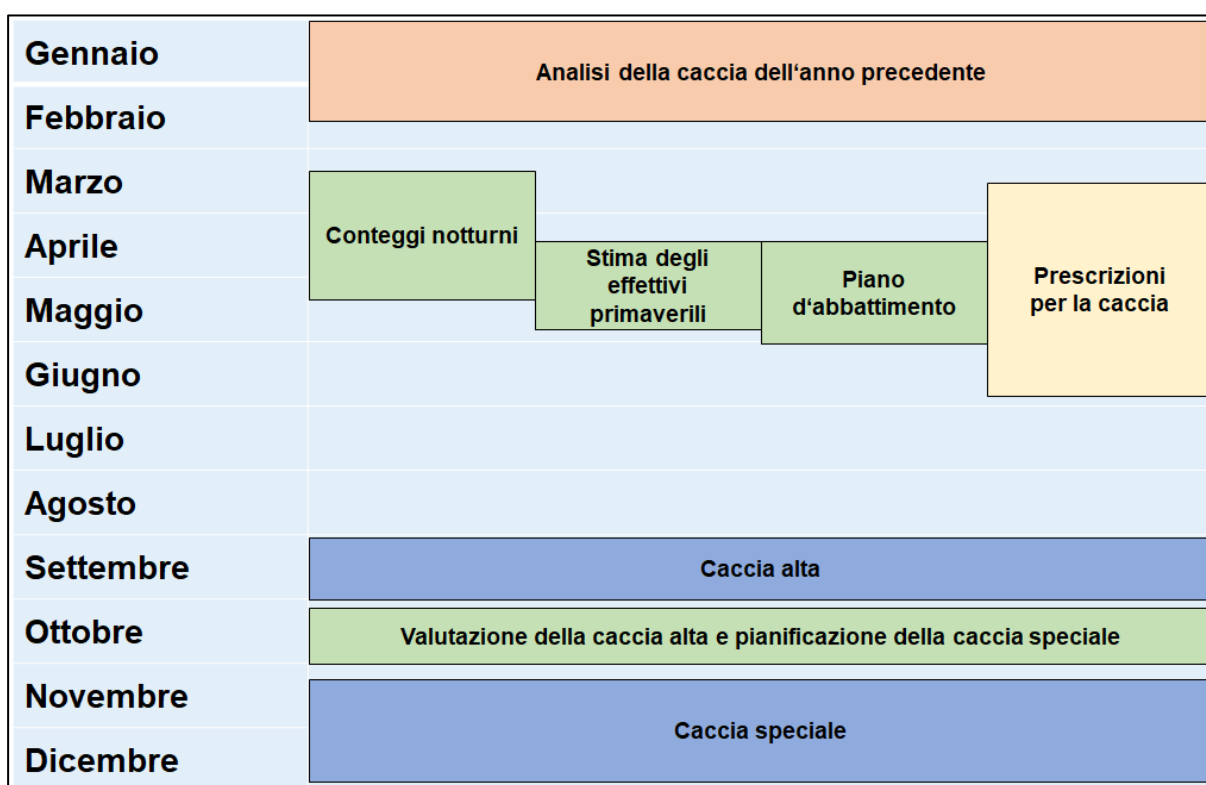 Gennaio
Analisi della caccia dell‘anno precedente
Febbraio
Marzo
Aprile
Conteggi notturni
Stima degli
effettivi
primaverili
Piano
d‘abbattimento
Prescrizioni
per la caccia
Maggio
Giugno
Luglio
Agosto
Settembre
Caccia alta
Ottobre
Valutazione della caccia alta e pianificazione della caccia speciale
Novembre
Caccia speciale
Dicembre